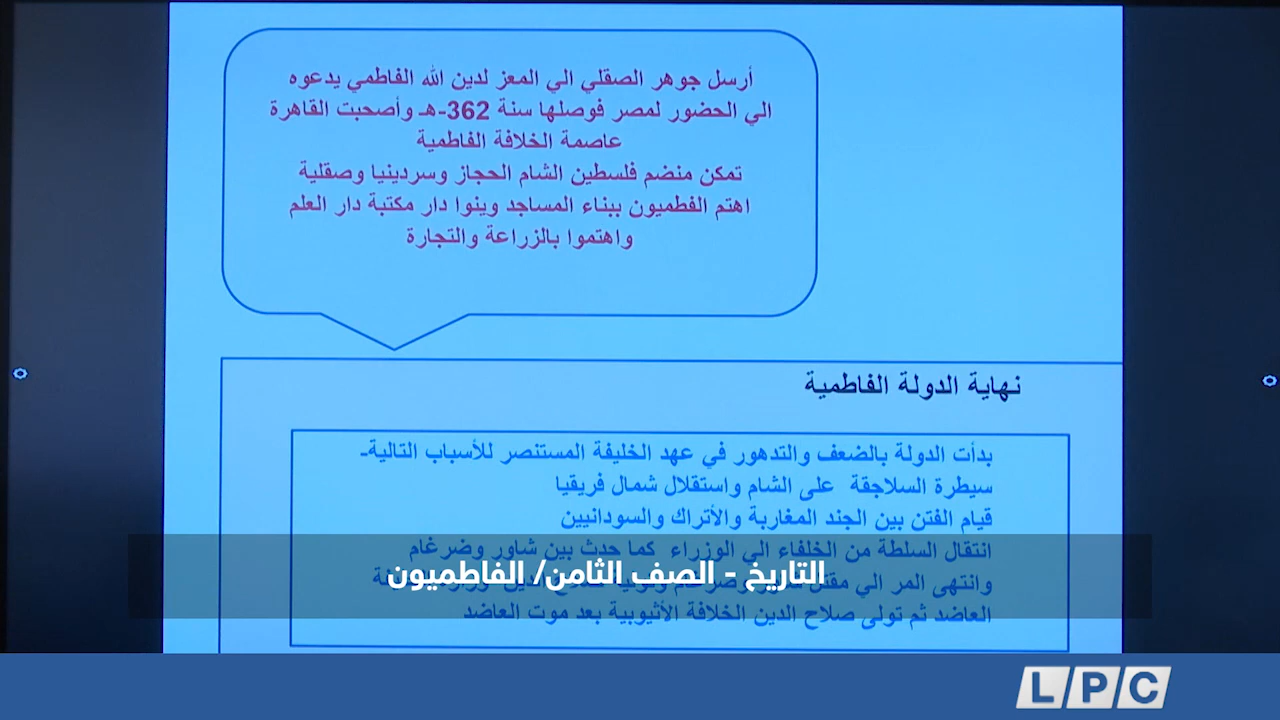 أرسل جوهر الصقلي الي المعز لدين الله الفاطمي يدعوه
الي الحضور لمصر فوصلها سنة 362-هـ وأصحبت القاهرة
عاصمة الخلافة الفاطمية
تمكن منضم فلسطين الشام الحجاز وسردينيا وصقلية
اهتم الفطميون ببناء المساجد وينوا دار مكتبة دار العلم
واهتموا بالزراعة والتجارة
نهاية الدولة الفاطمية
بدأت الدولة بالضعف والتدهور في عهد الخليفة المستنصر للأسباب التالية-
سيطرة السلاجقة على الشام واستقلال شمال فريقيا
قيام الفتن بين الجند المغاربة والأتراك والسودانيين
انتقال السلطة من الخلفاء الى الوزراء كما حدث بين شاور وضرغام
وانتهى المر الي
العاضد ثم تولى صلاح الدين الخلافة الأثيوبية بعد موت العاضد
التاريخ - الصف الثامن/ الفاطميون
LPC